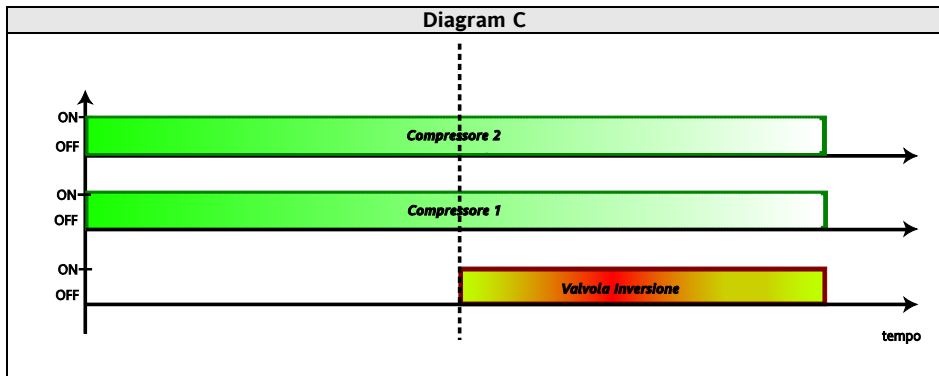 Diagram C
ON
Compressore 2
OFF
ON
Compressore 1
OFF
ON
Valvola Inversione
OFF
tempo